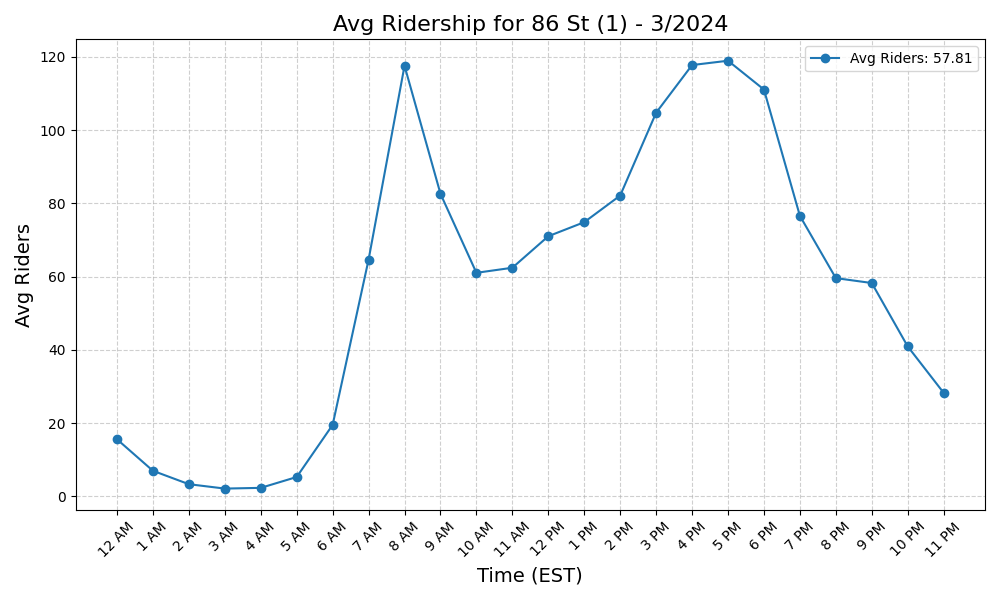 Avg Ridership for 86 St (1) - 3/2024
Avg Riders: 57.81
Avg Riders
120
100
80
60
40
20
0
12 AM
1 AM
2 AM
3 AM
4 AM
5 AM
6 AM
7 AM
8 AM
9 AM
10 AM
11 AM
12 PM
1 PM
2 PM
3 PM
4 PM
5 PM
6 PM
7 PM
8 PM
9 PM
10 PM
11 PM
Time (EST)